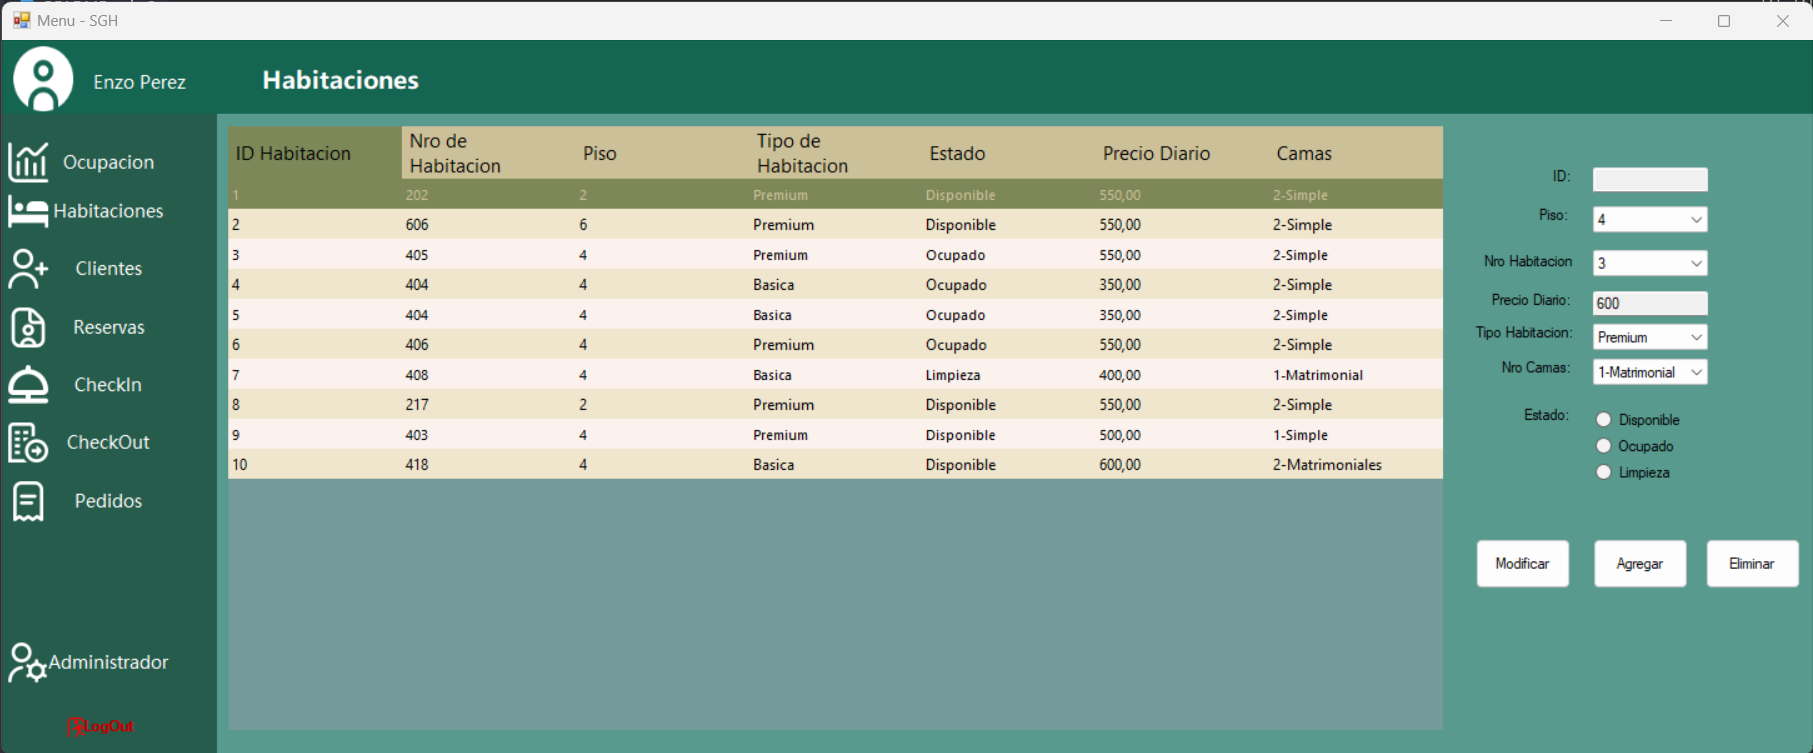 Menu - SGH
Enzo Perez
Habitaciones
Ocupacion
Habitaciones
Clientes
Reservas
CheckIn
CheckOut
Pedidos
Administrador
LogOut
ID Habitacion Nro de Habitacion Piso Tipo de Habitacion Estado Precio Diario Camas
1 202 2 Premium Disponible 550,00 2-Simple
2 606 6 Premium Disponible 550,00 2-Simple
3 405 4 Premium Ocupado 550,00 2-Simple
4 404 4 Basica Ocupado 350,00 2-Simple
5 404 4 Basica Ocupado 350,00 2-Simple
6 406 4 Premium Ocupado 550,00 2-Simple
7 408 4 Basica Limpieza 400,00 1-Matrimonial
8 217 2 Premium Disponible 550,00 2-Simple
9 403 4 Premium Disponible 500,00 1-Simple
10 418 4 Basica Disponible 600,00 2-Matrimoniales
ID:
Piso: 4
Nro Habitacion 3
Precio Diario: 600
Tipo Habitacion: Premium
Nro Camas: 1-Matrimonial
Estado: Disponible
Ocupado
Limpieza
Modificar Agregar Eliminar